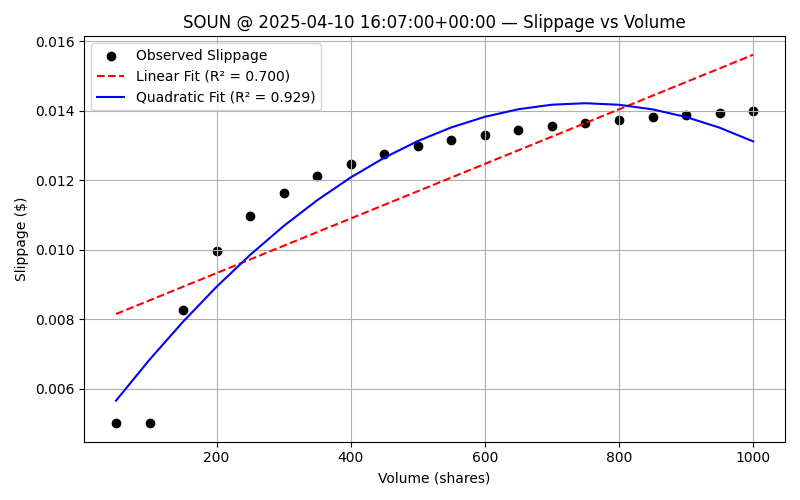 SOUN @ 2025-04-10 16:07:00+00:00 — Slippage vs Volume
Observed Slippage
Linear Fit (R² = 0.700)
Quadratic Fit (R² = 0.929)
Slippage ($)
0.016
0.014
0.012
0.010
0.008
0.006
200
400
600
800
1000
Volume (shares)